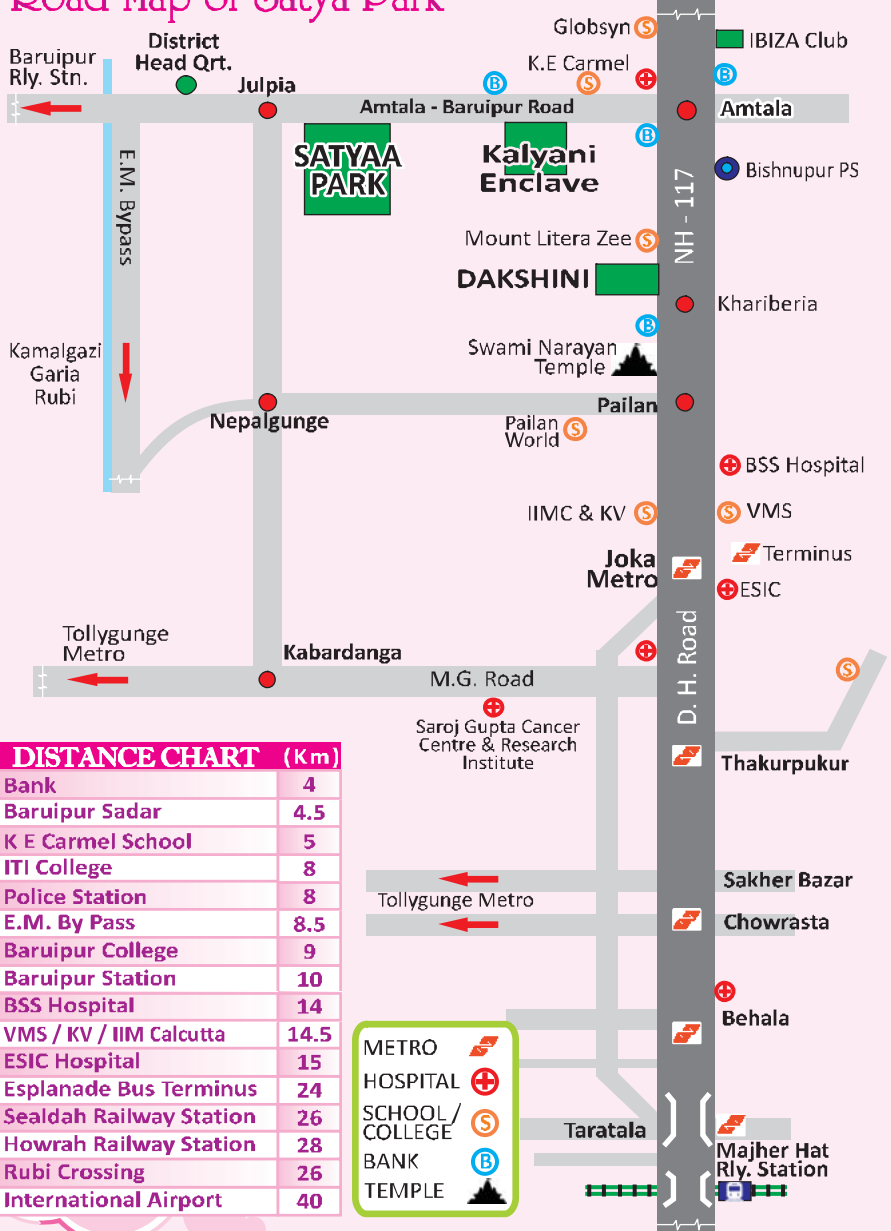 Road Map of Satya Park
Globsyn
IBIZA Club
Baruipur
Rly. Stn.
District
Head Qrt.
K.E Carmel
Julpia
Amtala - Baruipur Road
Amtala
SATYAA
PARK
Kalyani
Enclave
E.M. Bypass
NH - 117
Bishnupur PS
Mount Litera Zee
DAKSHINI
Khariberia
Kamalgazi
Garia
Rubi
Swami Narayan
Temple
Nepalgunge
Pailan
Pailan
World
BSS Hospital
IIMC & KV
VMS
Joka
Metro
Terminus
ESIC
D. H. Road
Tollygunge
Metro
Kabardanga
M.G. Road
Saroj Gupta Cancer
Centre & Research
Institute
Thakurpukur
DISTANCE CHART (Km)
Bank 4
Baruipur Sadar 4.5
K E Carmel School 5
ITI College 8
Police Station 8
E.M. By Pass 8.5
Baruipur College 9
Baruipur Station 10
BSS Hospital 14
VMS / KV / IIM Calcutta 14.5
ESIC Hospital 15
Esplanade Bus Terminus 24
Sealdah Railway Station 26
Howrah Railway Station 28
Rubi Crossing 26
International Airport 40
Sakher Bazar
Tollygunge Metro
Chowrasta
Behala
METRO
HOSPITAL
SCHOOL /
COLLEGE
BANK
TEMPLE
Taratala
Majher Hat
Rly. Station